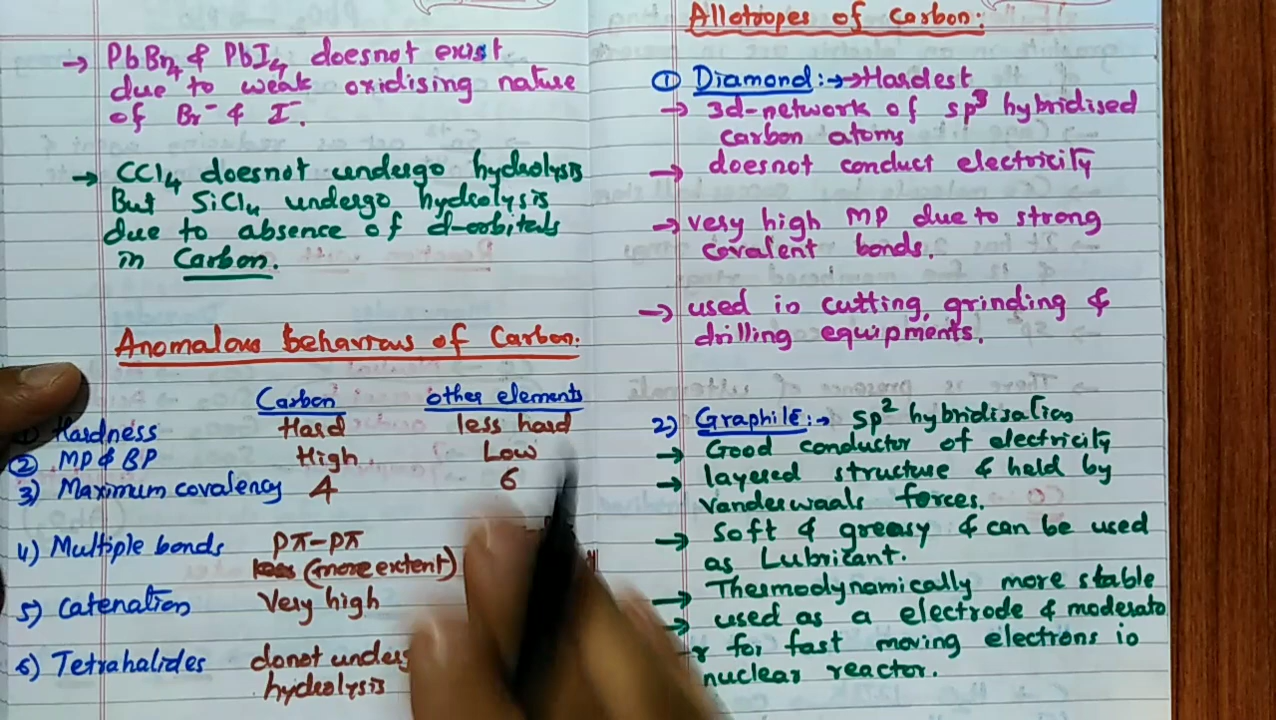 → PbBr4 & PbI4 doesnot exist
due to weak oxidising nature
of Br⁻ & I⁻.
→ CCl4 doesnot undergo hydrolysis
But SiCl4 undergo hydrolysis
due to absence of d-orbitals
in Carbon.
Anomalous behavious of Carbon:
Carbon other elements
① Hardness Hard less hard
② MP & BP High Low
3) Maximum covalency 4 6
4) Multiple bonds pπ-pπ
(more extent)
5) Catenation Very high
6) Tetrahalides donot under
hydrolysis
Allotropes of Carbon:
① Diamond:→→Hardest
→ 3d-network of sp³ hybridised
carbon atoms
→ doesnot conduct electricity
→ very high MP due to strong
covalent bonds.
→ used in cutting, grinding &
drilling equipments.
2) Graphite:→ sp² hybridisation
→ Good conductor of electricity
→ layered structure & held by
vanderwaals forces.
→ Soft & greasy & can be used
as Lubricant.
→ Thermodynamically more stable
→ used as a electrode & moderato
r for fast moving electrons in
nuclear reactor.